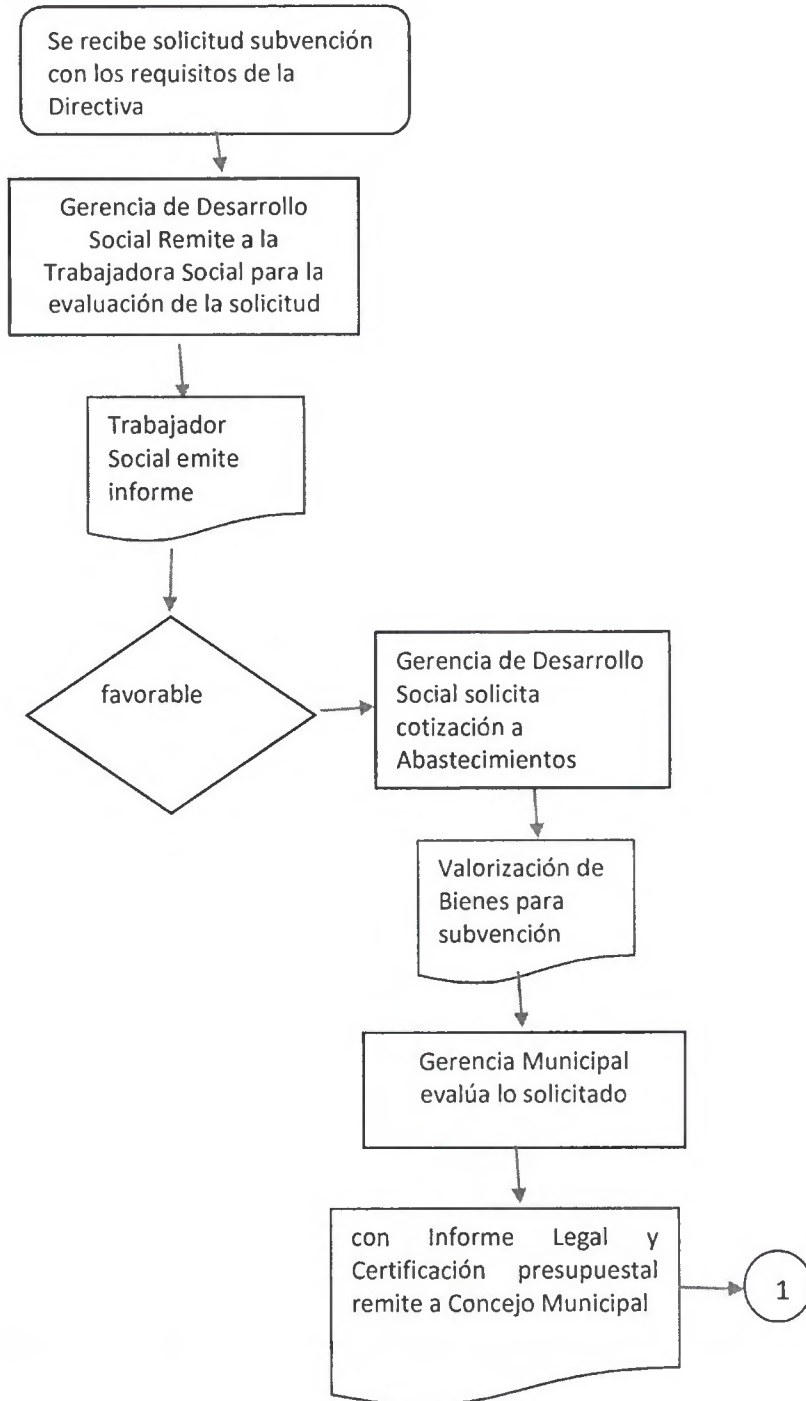 Se recibe solicitud subvención
con los requisitos de la
Directiva
Gerencia de Desarrollo
Social Remite a la
Trabajadora Social para la
evaluación de la solicitud
Trabajador
Social emite
informe
favorable
Gerencia de Desarrollo
Social solicita
cotización a
Abastecimientos
Valorización de
Bienes para
subvención
Gerencia Municipal
evalúa lo solicitado
con Informe Legal y
Certificación presupuestal
remite a Concejo Municipal
1